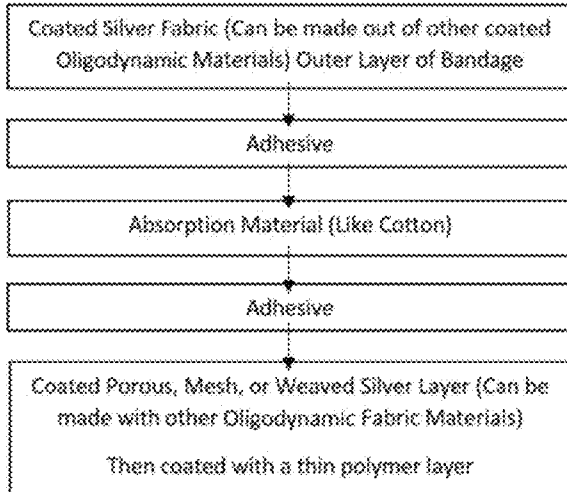 Coated Silver Fabric (Can be made out of other coated
Oligodynamic Materials) Outer Layer of Bandage
Adhesive
Absorption Material (Like Cotton)
Adhesive
Coated Porous, Mesh, or Weaved Silver Layer (Can be
made with other Oligodynamic Fabric Materials)
Then coated with a thin polymer layer